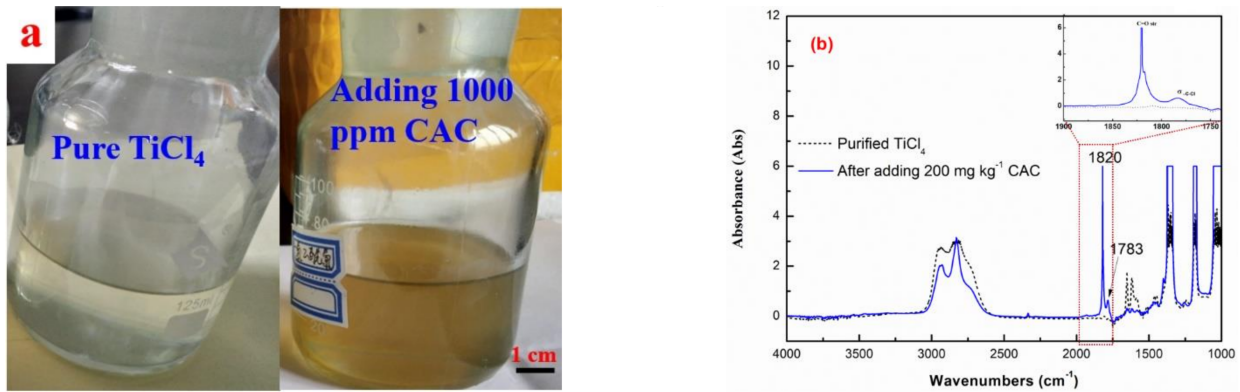 a
Pure TiCl4
S
125ml
Adding 1000
ppm CAC
100
80
20
1 cm
(b)
Absorbance (Abs)
12
10
8
6
4
2
0
4000 3500 3000 2500 2000 1500 1000
Wavenumbers (cm-1)
Purified TiCl4
After adding 200 mg kg-1 CAC
1820
1783
C=O str
6
4
2
0
1900 1850 1800 1750